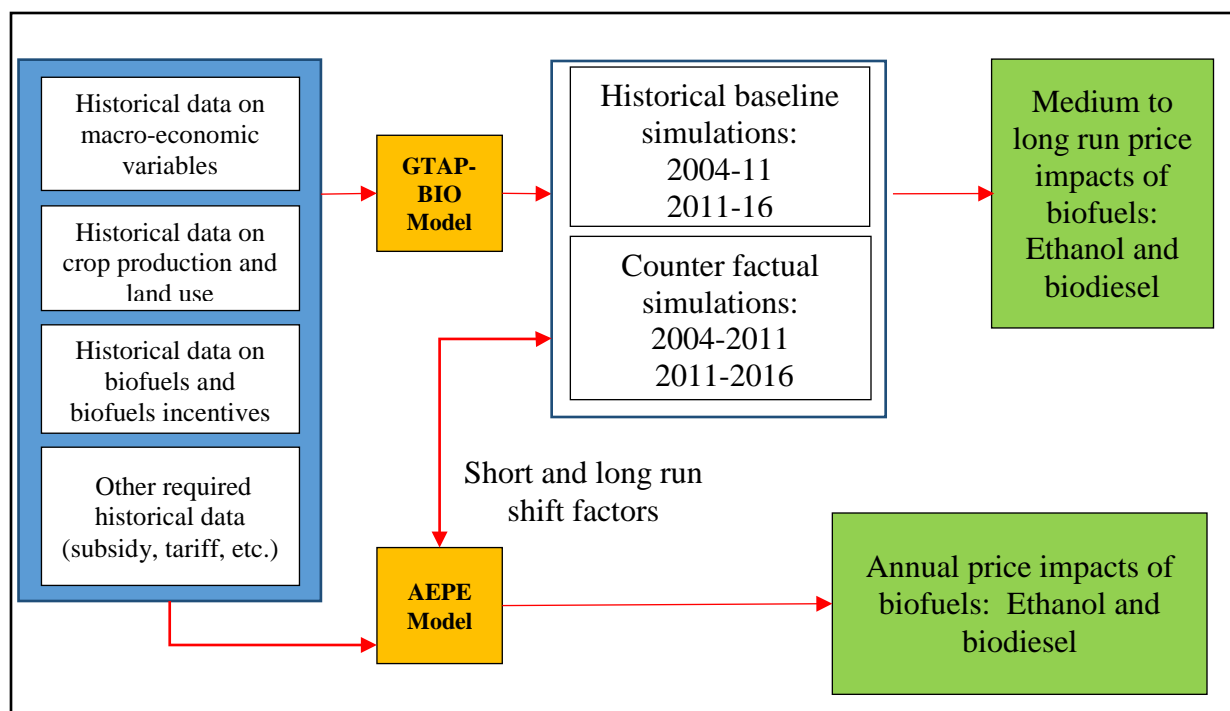 Historical data on
macro-economic
variables
Historical data on
crop production and
land use
Historical data on
biofuels and
biofuels incentives
Other required
historical data
(subsidy, tariff, etc.)
GTAP-
BIO
Model
Historical baseline
simulations:
2004-11
2011-16
Counter factual
simulations:
2004-2011
2011-2016
Medium to
long run price
impacts of
biofuels:
Ethanol and
biodiesel
Short and long run
shift factors
AEPE
Model
Annual price impacts of
biofuels: Ethanol and
biodiesel